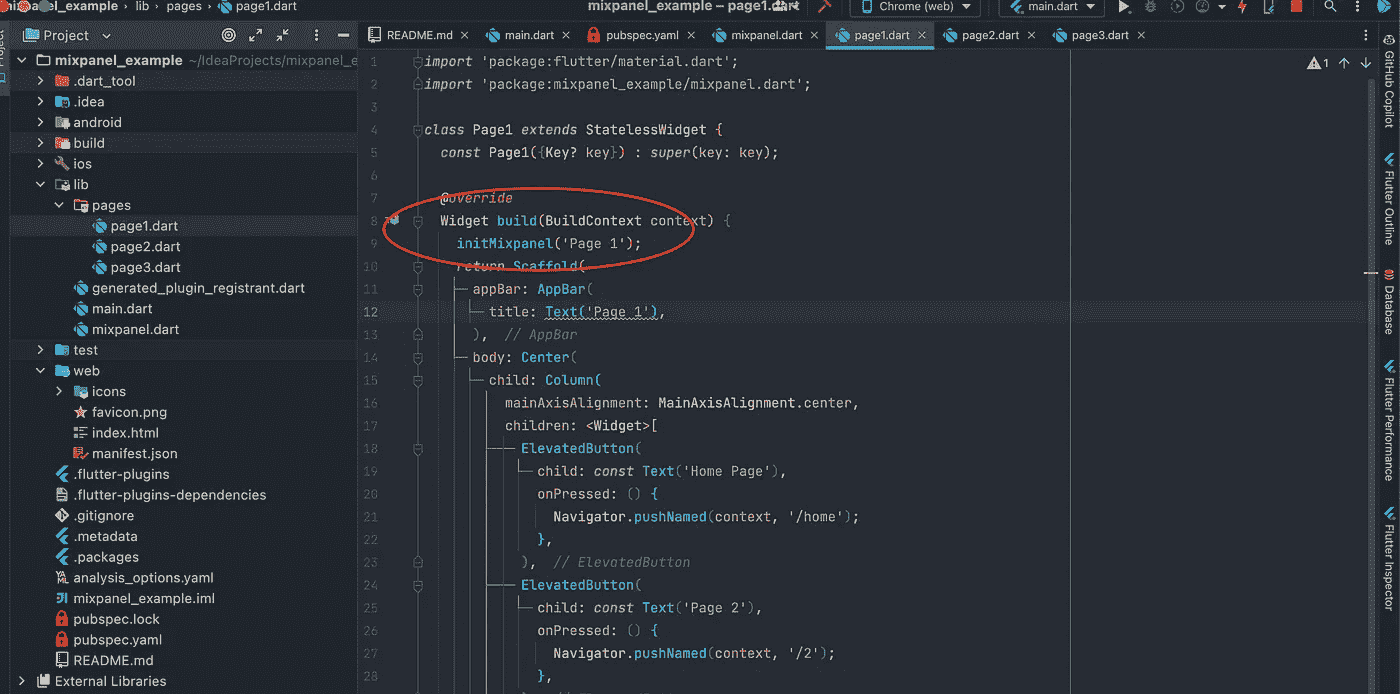 mixpanel_example › lib › pages › page1.dart
mixpanel_example – page1.dart
Chrome (web)
main.dart
Project
README.md
main.dart
pubspec.yaml
mixpanel.dart
page1.dart
page2.dart
page3.dart
mixpanel_example ~/IdeaProjects/mixpanel_e
.dart_tool
.idea
android
build
ios
lib
pages
page1.dart
page2.dart
page3.dart
generated_plugin_registrant.dart
main.dart
mixpanel.dart
test
web
icons
favicon.png
index.html
manifest.json
.flutter-plugins
.flutter-plugins-dependencies
.gitignore
.metadata
.packages
analysis_options.yaml
mixpanel_example.iml
pubspec.lock
pubspec.yaml
README.md
External Libraries
1 import 'package:flutter/material.dart';
2 import 'package:mixpanel_example/mixpanel.dart';
3
4 class Page1 extends StatelessWidget {
5 const Page1({Key? key}) : super(key: key);
6
7 @override
8 Widget build(BuildContext context) {
9 initMixpanel('Page 1');
10 return Scaffold(
11 appBar: AppBar(
12 title: Text('Page 1'),
13 ), // AppBar
14 body: Center(
15 child: Column(
16 mainAxisAlignment: MainAxisAlignment.center,
17 children: <Widget>[
18 ElevatedButton(
19 child: const Text('Home Page'),
20 onPressed: () {
21 Navigator.pushNamed(context, '/home');
22 },
23 ), // ElevatedButton
24 ElevatedButton(
25 child: const Text('Page 2'),
26 onPressed: () {
27 Navigator.pushNamed(context, '/2');
28 },
1
GitHub Copilot
Flutter Outline
Database
Flutter Performance
Flutter Inspector